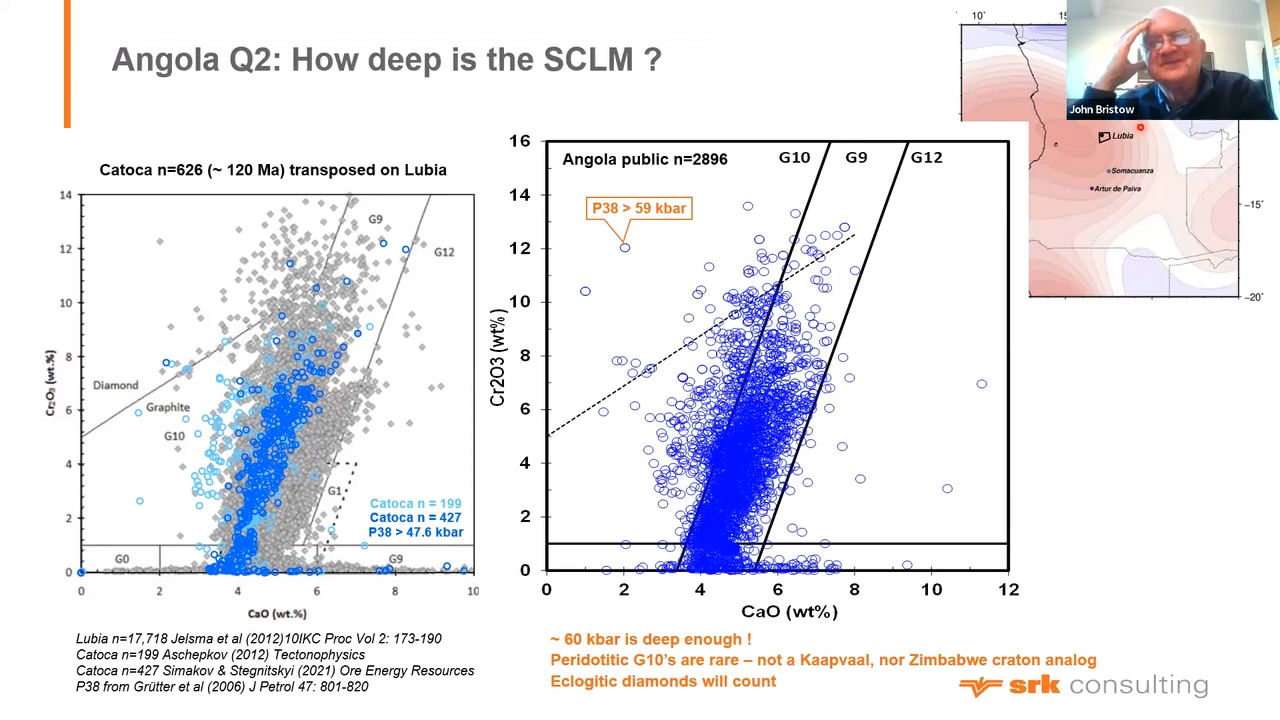 Angola Q2: How deep is the SCLM ?
John Bristow
10°
15
Lubia
Somacuanza
Artur de Paiva
−15°
−20°
Catoca n=626 (~ 120 Ma) transposed on Lubia
14
12
10
8
6
4
2
0
Cr₂O₃ (wt.%)
G9
G12
Diamond
Graphite
G10
G1
Catoca n = 199
Catoca n = 427
P38 > 47.6 kbar
G0
G9
0
2
4
6
8
10
CaO (wt.%)
16
14
12
10
8
6
4
2
0
Cr2O3 (wt%)
Angola public n=2896
G10
G9
G12
P38 > 59 kbar
0
2
4
6
8
10
12
CaO (wt%)
Lubia n=17,718 Jelsma et al (2012)10IKC Proc Vol 2: 173-190
Catoca n=199 Aschepkov (2012) Tectonophysics
Catoca n=427 Simakov & Stegnitskyi (2021) Ore Energy Resources
P38 from Grütter et al (2006) J Petrol 47: 801-820
~ 60 kbar is deep enough !
Peridotitic G10's are rare – not a Kaapvaal, nor Zimbabwe craton analog
Eclogitic diamonds will count
srk consulting